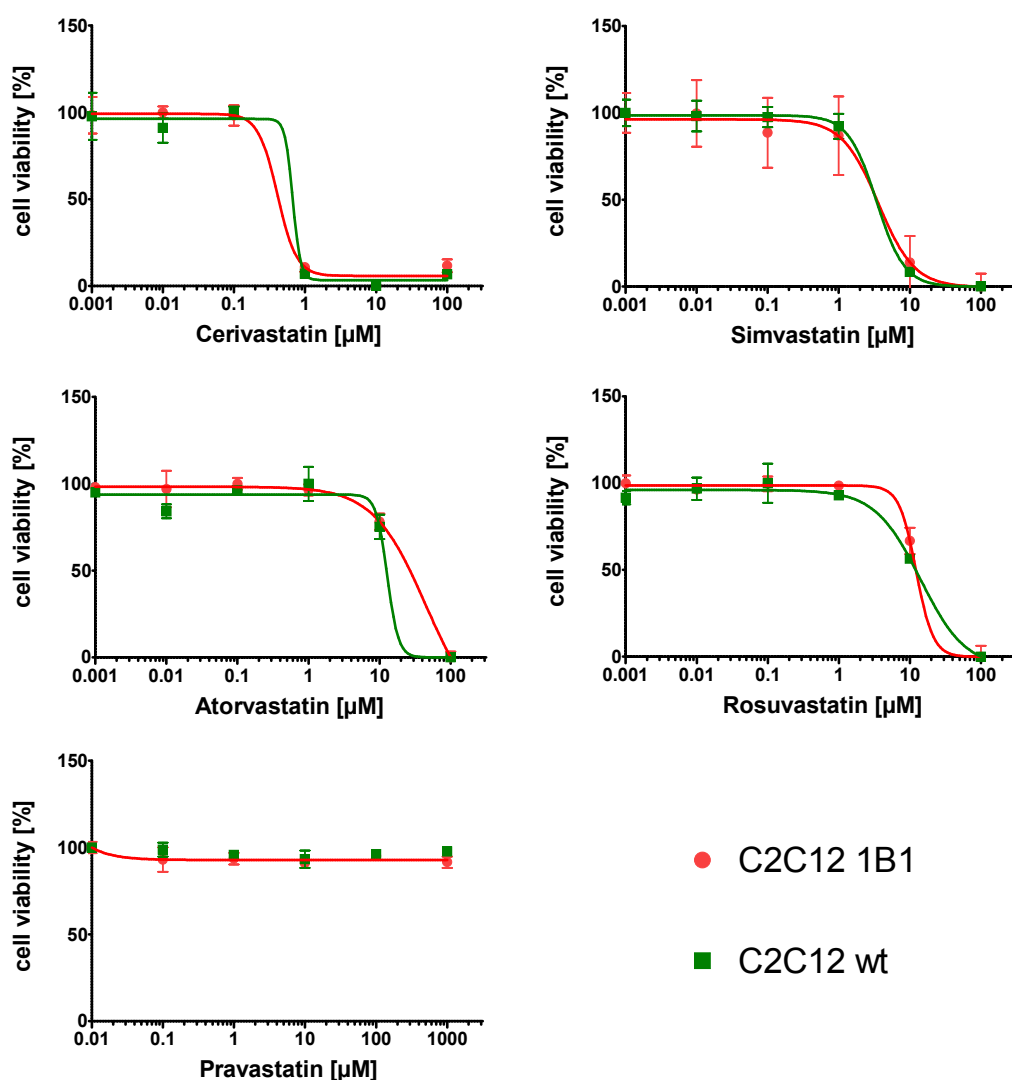 cell viability [%]
150
100
50
0
0.001 0.01 0.1 1 10 100
Cerivastatin [µM]
cell viability [%]
150
100
50
0
0.001 0.01 0.1 1 10 100
Simvastatin [µM]
cell viability [%]
150
100
50
0
0.001 0.01 0.1 1 10 100
Atorvastatin [µM]
cell viability [%]
150
100
50
0
0.001 0.01 0.1 1 10 100
Rosuvastatin [µM]
cell viability [%]
150
100
50
0
0.01 0.1 1 10 100 1000
Pravastatin [µM]
C2C12 1B1
C2C12 wt